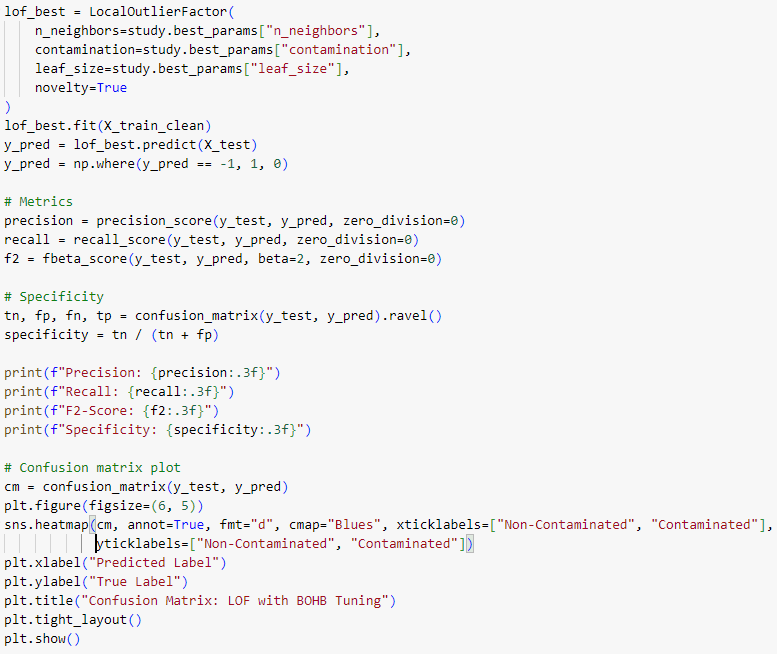 lof_best = LocalOutlierFactor(
    n_neighbors=study.best_params["n_neighbors"],
    contamination=study.best_params["contamination"],
    leaf_size=study.best_params["leaf_size"],
    novelty=True
)
lof_best.fit(X_train_clean)
y_pred = lof_best.predict(X_test)
y_pred = np.where(y_pred == -1, 1, 0)

# Metrics
precision = precision_score(y_test, y_pred, zero_division=0)
recall = recall_score(y_test, y_pred, zero_division=0)
f2 = fbeta_score(y_test, y_pred, beta=2, zero_division=0)

# Specificity
tn, fp, fn, tp = confusion_matrix(y_test, y_pred).ravel()
specificity = tn / (tn + fp)

print(f"Precision: {precision:.3f}")
print(f"Recall: {recall:.3f}")
print(f"F2-Score: {f2:.3f}")
print(f"Specificity: {specificity:.3f}")

# Confusion matrix plot
cm = confusion_matrix(y_test, y_pred)
plt.figure(figsize=(6, 5))
sns.heatmap(cm, annot=True, fmt="d", cmap="Blues", xticklabels=["Non-Contaminated", "Contaminated"],
            yticklabels=["Non-Contaminated", "Contaminated"])
plt.xlabel("Predicted Label")
plt.ylabel("True Label")
plt.title("Confusion Matrix: LOF with BOHB Tuning")
plt.tight_layout()
plt.show()